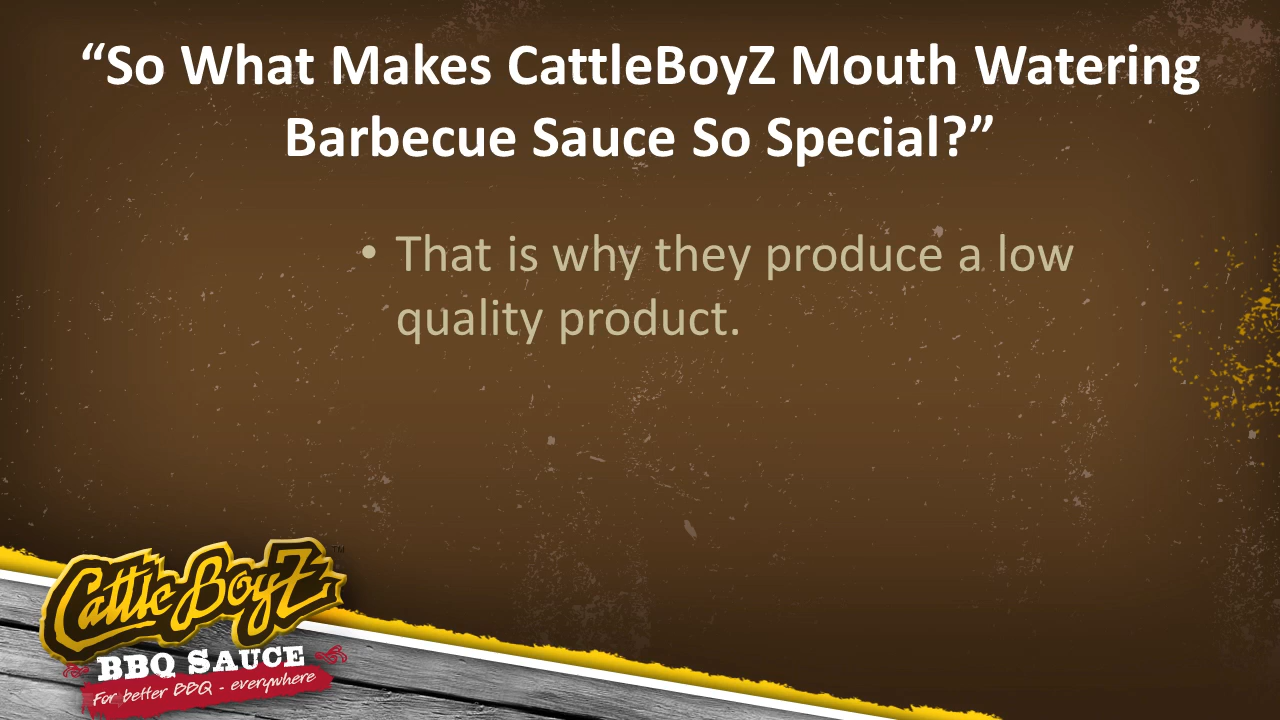 “So What Makes CattleBoyZ Mouth Watering
Barbecue Sauce So Special?”
• That is why they produce a low
quality product.
CattleBoyZ™
BBQ SAUCE
For better BBQ - everywhere